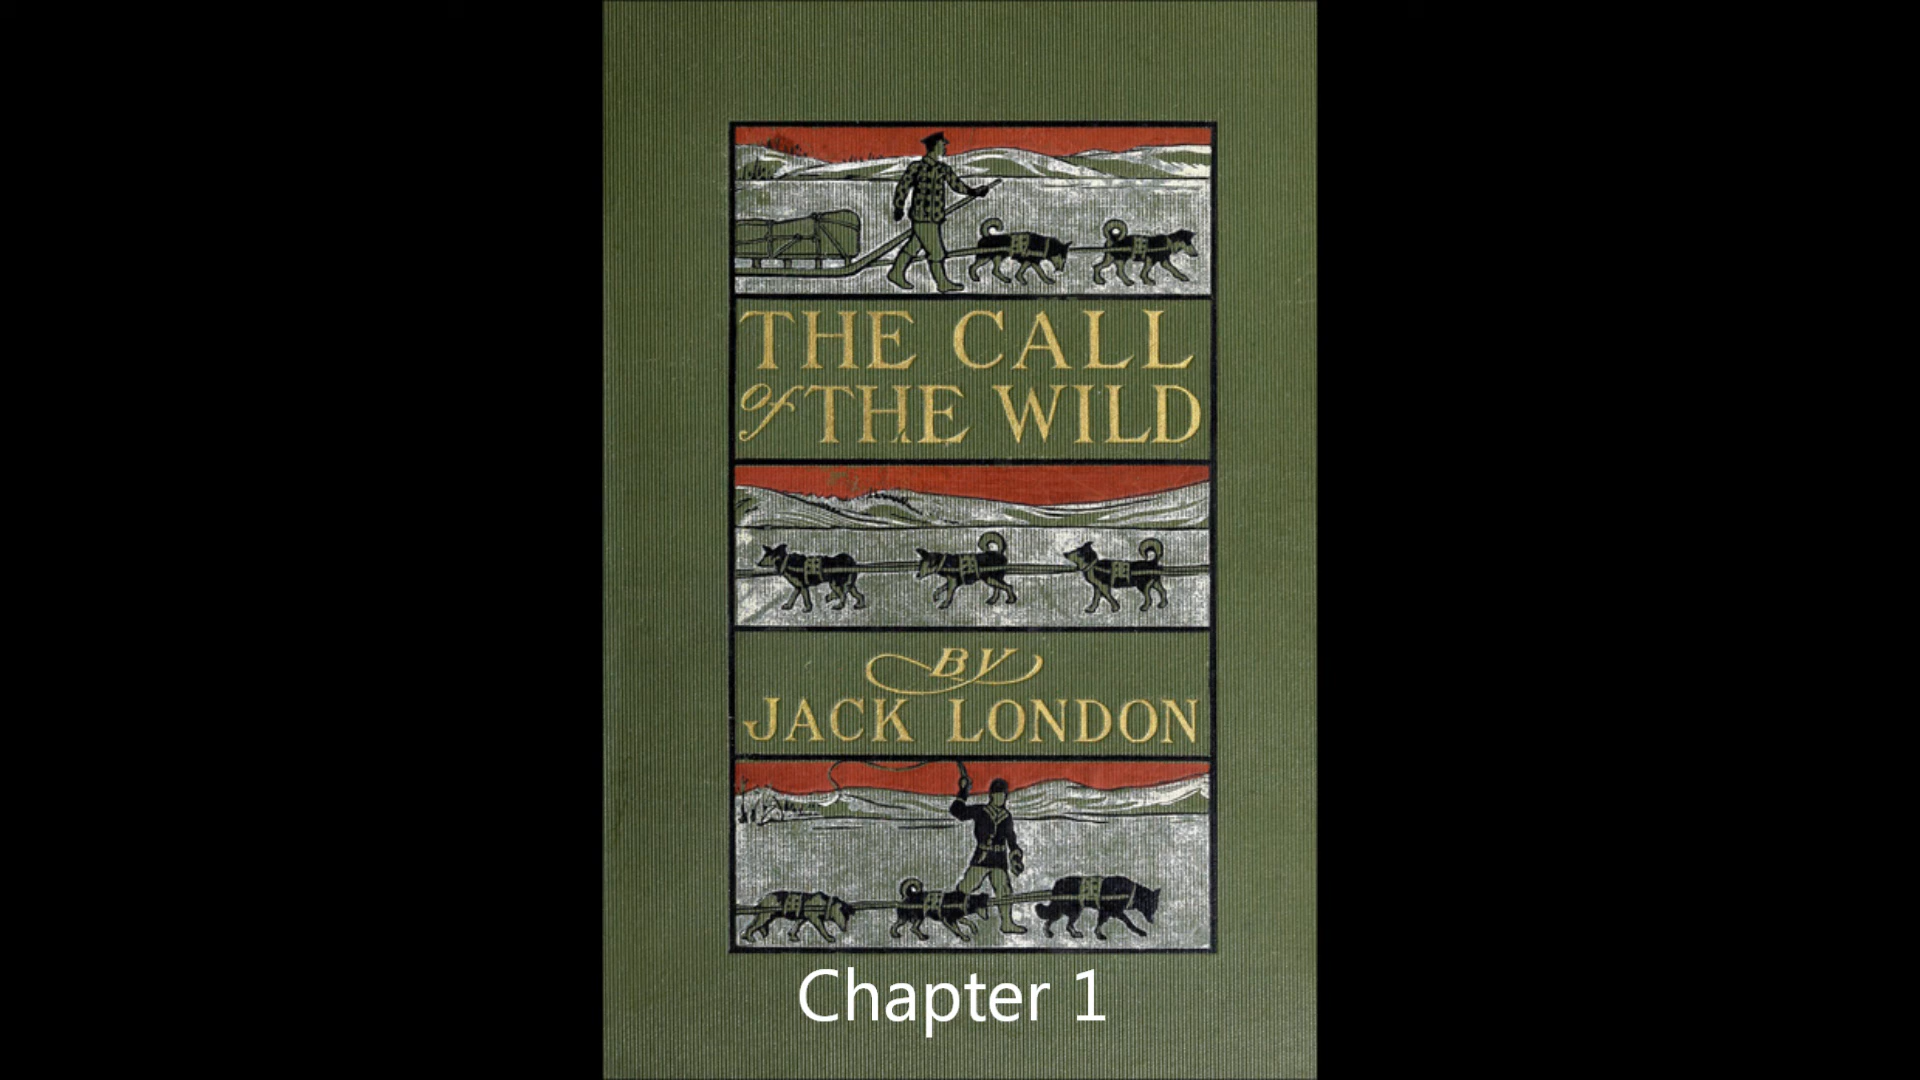 THE CALL
of THE WILD
BY
JACK LONDON
Chapter 1